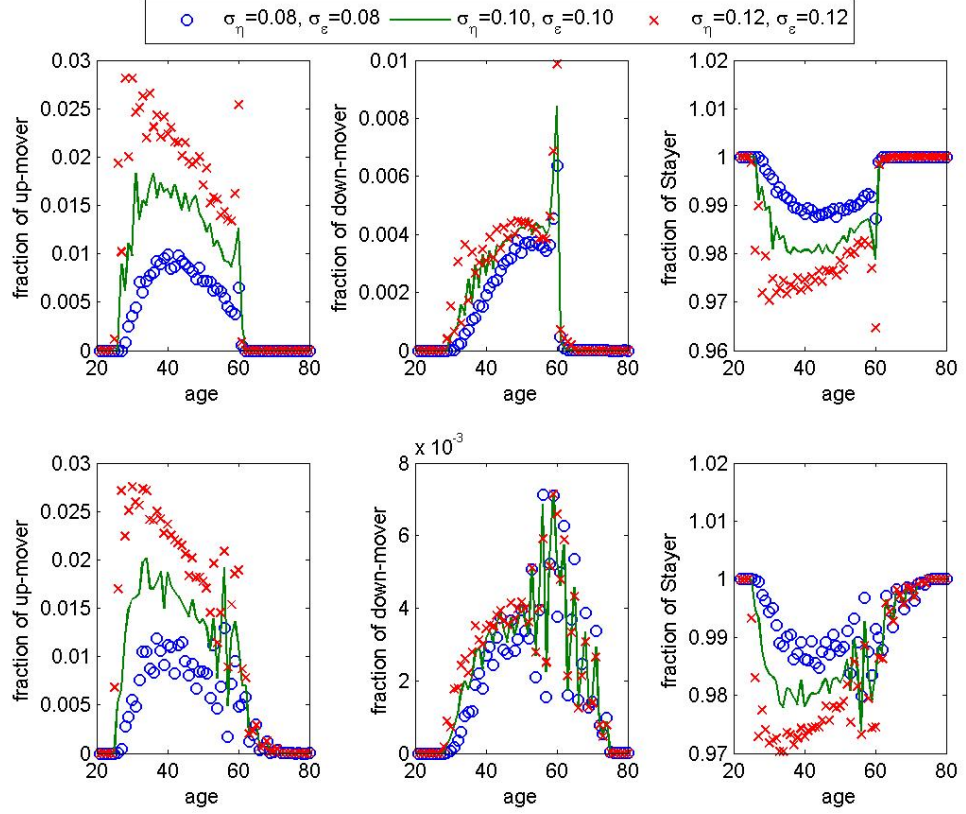 σ_η=0.08, σ_ε=0.08 σ_η=0.10, σ_ε=0.10 σ_η=0.12, σ_ε=0.12
0.03
0.025
0.02
0.015
0.01
0.005
0
20 40 60 80
age
fraction of up-mover
0.01
0.008
0.006
0.004
0.002
0
20 40 60 80
age
fraction of down-mover
1.02
1.01
1
0.99
0.98
0.97
0.96
20 40 60 80
age
fraction of Stayer
0.03
0.025
0.02
0.015
0.01
0.005
0
20 40 60 80
age
fraction of up-mover
x 10⁻³
8
6
4
2
0
20 40 60 80
age
fraction of down-mover
1.02
1.01
1
0.99
0.98
0.97
20 40 60 80
age
fraction of Stayer